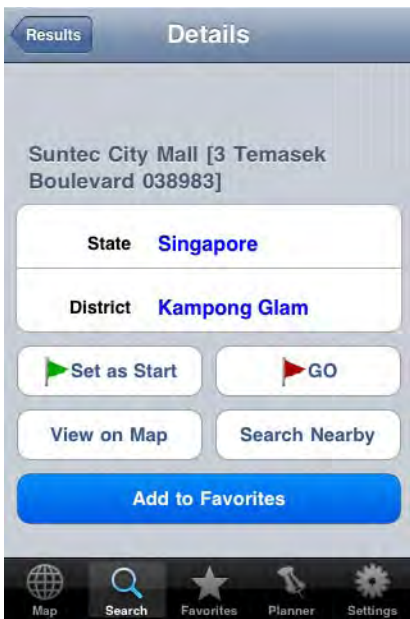 Results
Details
Suntec City Mall [3 Temasek
Boulevard 038983]
State Singapore
District Kampong Glam
Set as Start
GO
View on Map
Search Nearby
Add to Favorites
Map Search Favorites Planner Settings